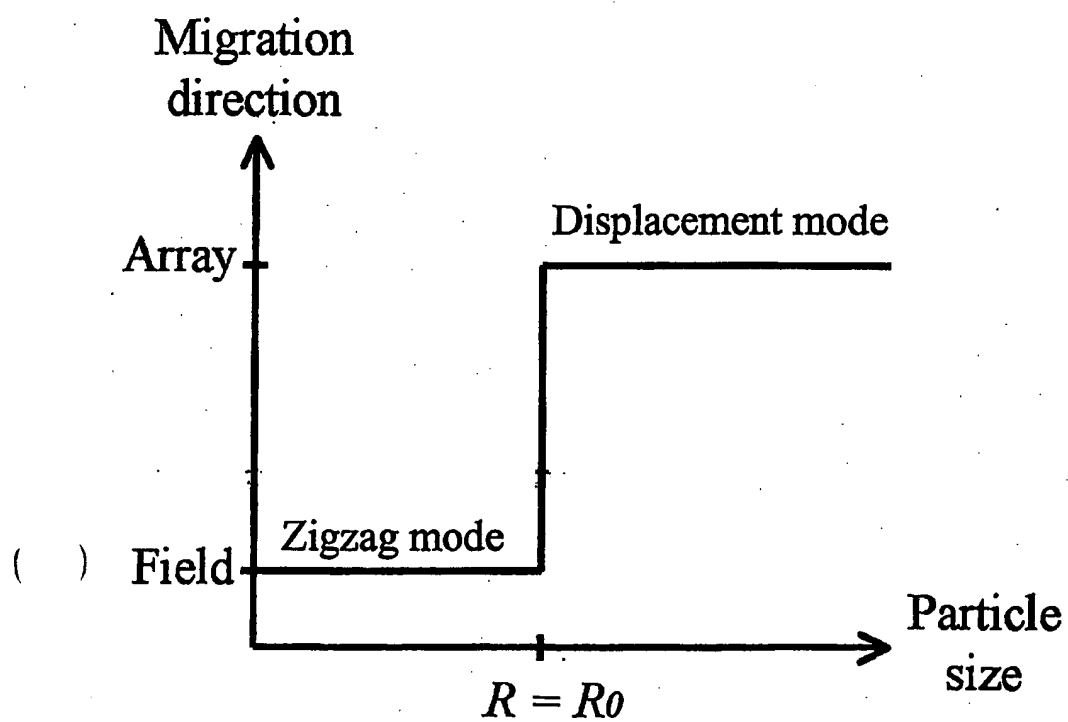 Migration
direction
Displacement mode
Array
Zigzag mode
( ) Field
Particle
size
R = R0